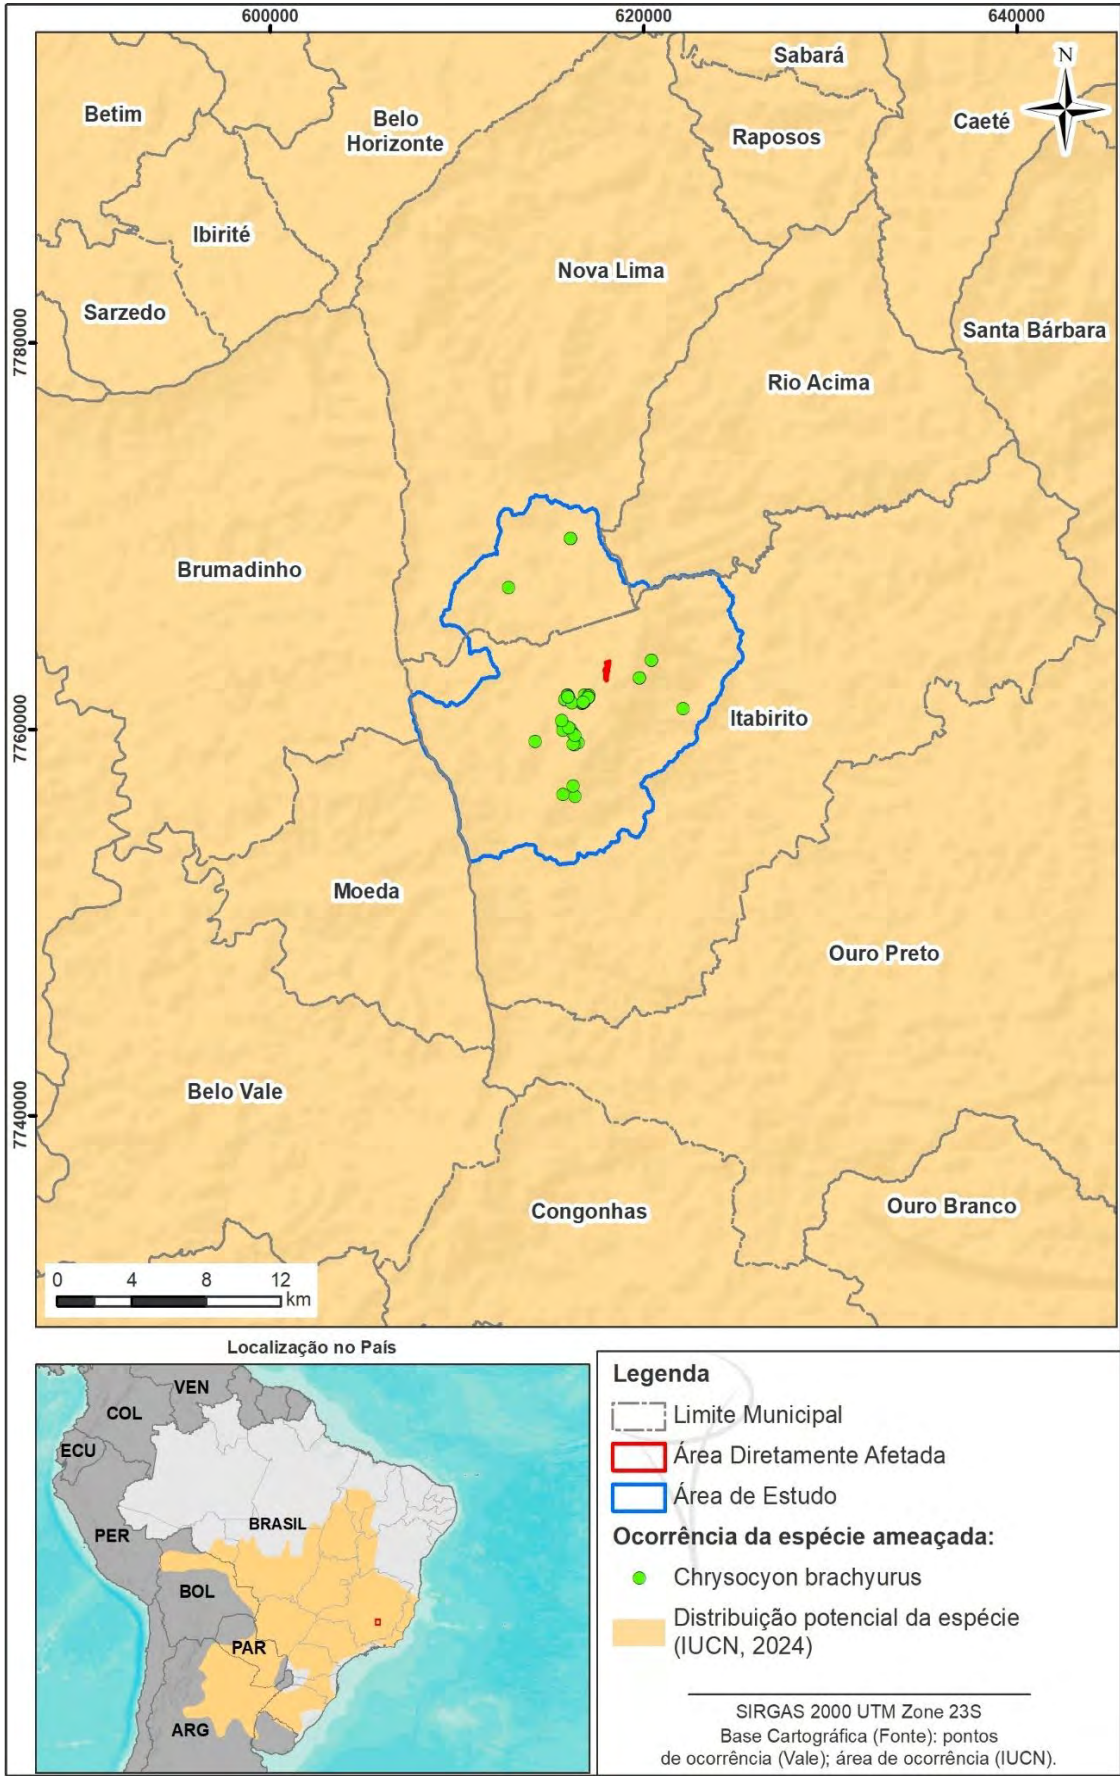 600000
620000
640000
Sabará
N
Betim
Belo
Horizonte
Raposos
Caeté
Ibirité
Nova Lima
Sarzedo
Santa Bárbara
7780000
Rio Acima
Brumadinho
Itabirito
7760000
Moeda
Ouro Preto
Belo Vale
7740000
Congonhas
Ouro Branco
0 4 8 12
km
Localização no País
VEN
COL
ECU
PER
BRASIL
BOL
PAR
ARG
Legenda
Limite Municipal
Área Diretamente Afetada
Área de Estudo
Ocorrência da espécie ameaçada:
Chrysocyon brachyurus
Distribuição potencial da espécie
(IUCN, 2024)
SIRGAS 2000 UTM Zone 23S
Base Cartográfica (Fonte): pontos
de ocorrência (Vale); área de ocorrência (IUCN).